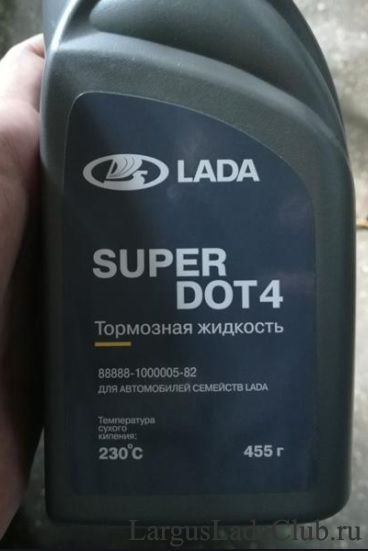 LADA
SUPER
DOT4
Тормозная жидкость
88888-1000005-82
ДЛЯ АВТОМОБИЛЕЙ СЕМЕЙСТВ LADA
Температура
сухого
кипения:
230°C 455 г
LargusLadaClub.ru